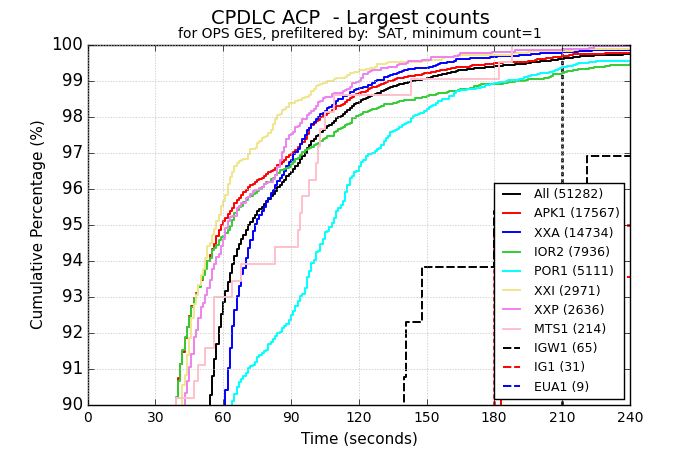 CPDLC ACP  - Largest counts
for OPS GES, prefiltered by:  SAT, minimum count=1
Cumulative Percentage (%)
100
99
98
97
96
95
94
93
92
91
90
All (51282)
APK1 (17567)
XXA (14734)
IOR2 (7936)
POR1 (5111)
XXI (2971)
XXP (2636)
MTS1 (214)
IGW1 (65)
IG1 (31)
EUA1 (9)
0 30 60 90 120 150 180 210 240
Time (seconds)